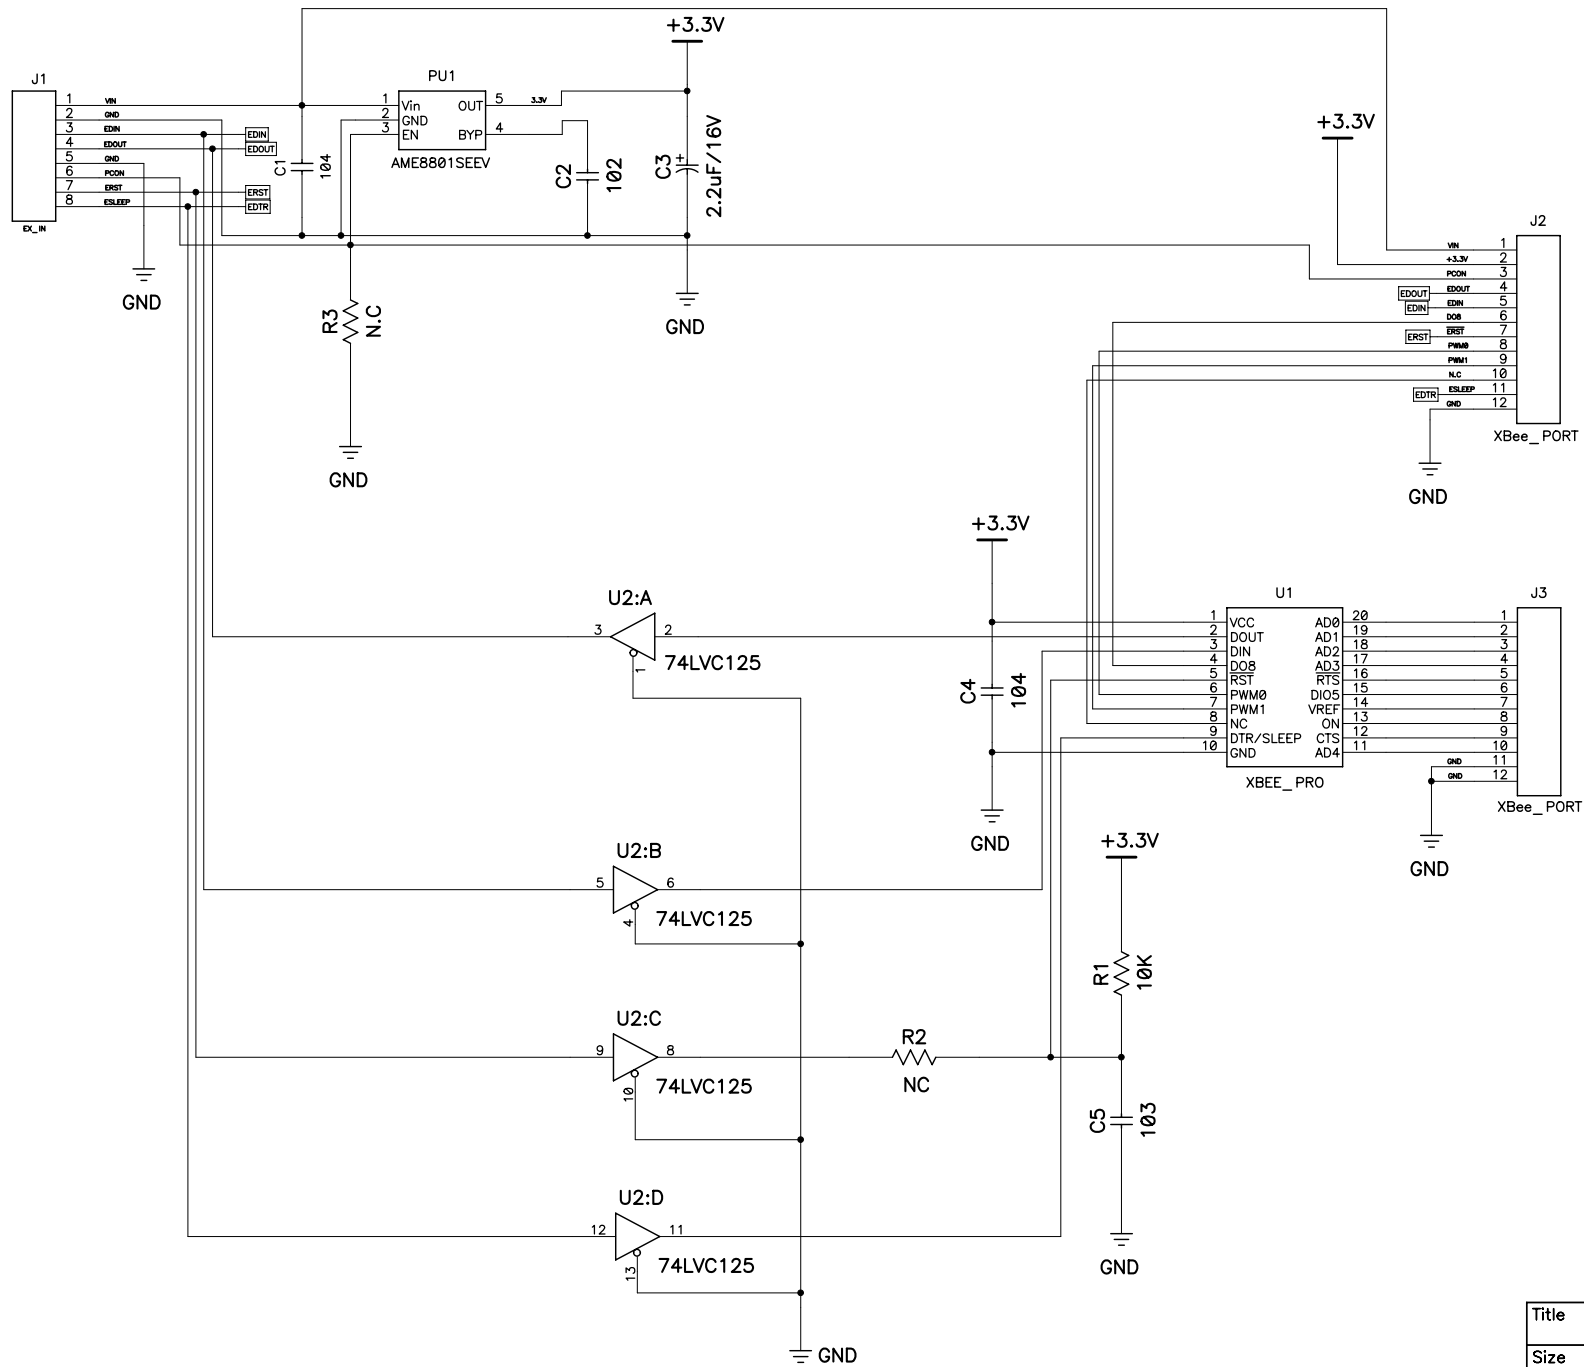 +3.3V
J1
1 VIN
2 GND
3 EDIN
4 EDOUT
5 GND
6 PCON
7 ERST
8 ESLEEP
EX_IN
EDIN
EDOUT
ERST
EDTR
C1
104
PU1
1 Vin OUT 5 3.3V
2 GND
3 EN BYP 4
AME8801SEEV
C2
102
C3
+
2.2uF/16V
GND
GND
R3
N.C
GND
+3.3V
J2
VIN 1
+3.3V 2
PCON 3
EDOUT EDOUT 4
EDIN EDIN 5
DO8 6
ERST ERST 7
PWM0 8
PWM1 9
N.C 10
EDTR ESLEEP 11
GND 12
XBee_PORT
GND
+3.3V
U2:A
3 2
1
74LVC125
C4
104
GND
U1
1 VCC AD0 20
2 DOUT AD1 19
3 DIN AD2 18
4 DO8 AD3 17
5 RST RTS 16
6 PWM0 DIO5 15
7 PWM1 VREF 14
8 NC ON 13
9 DTR/SLEEP CTS 12
10 GND AD4 11
XBEE_PRO
J3
1
2
3
4
5
6
7
8
9
10
GND 11
GND 12
XBee_PORT
GND
U2:B
5 6
4
74LVC125
+3.3V
R1
10K
U2:C
9 8
10
74LVC125
R2
NC
C5
103
GND
U2:D
12 11
13
74LVC125
GND
Title
Size